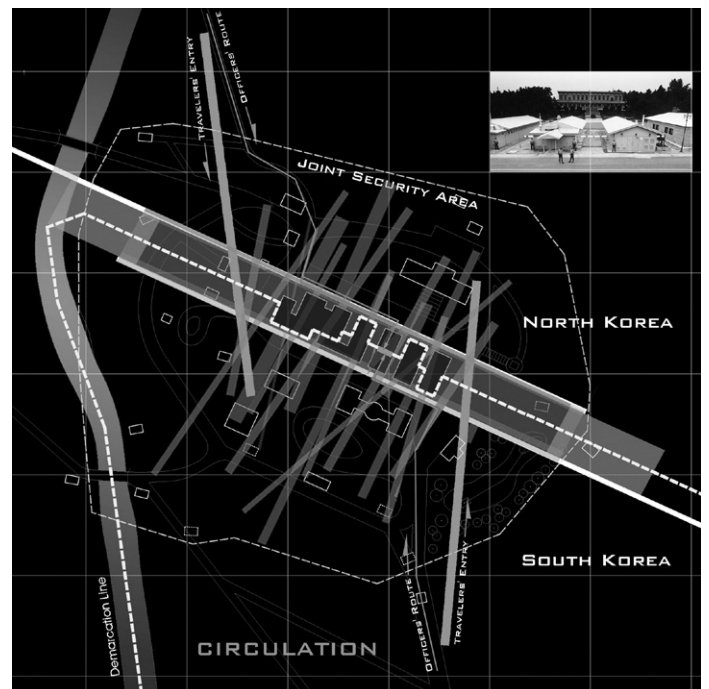 TRAVELERS' ENTRY
OFFICERS' ROUTE
JOINT SECURITY AREA
NORTH KOREA
SOUTH KOREA
Demarcation Line
CIRCULATION
OFFICERS' ROUTE
TRAVELERS' ENTRY